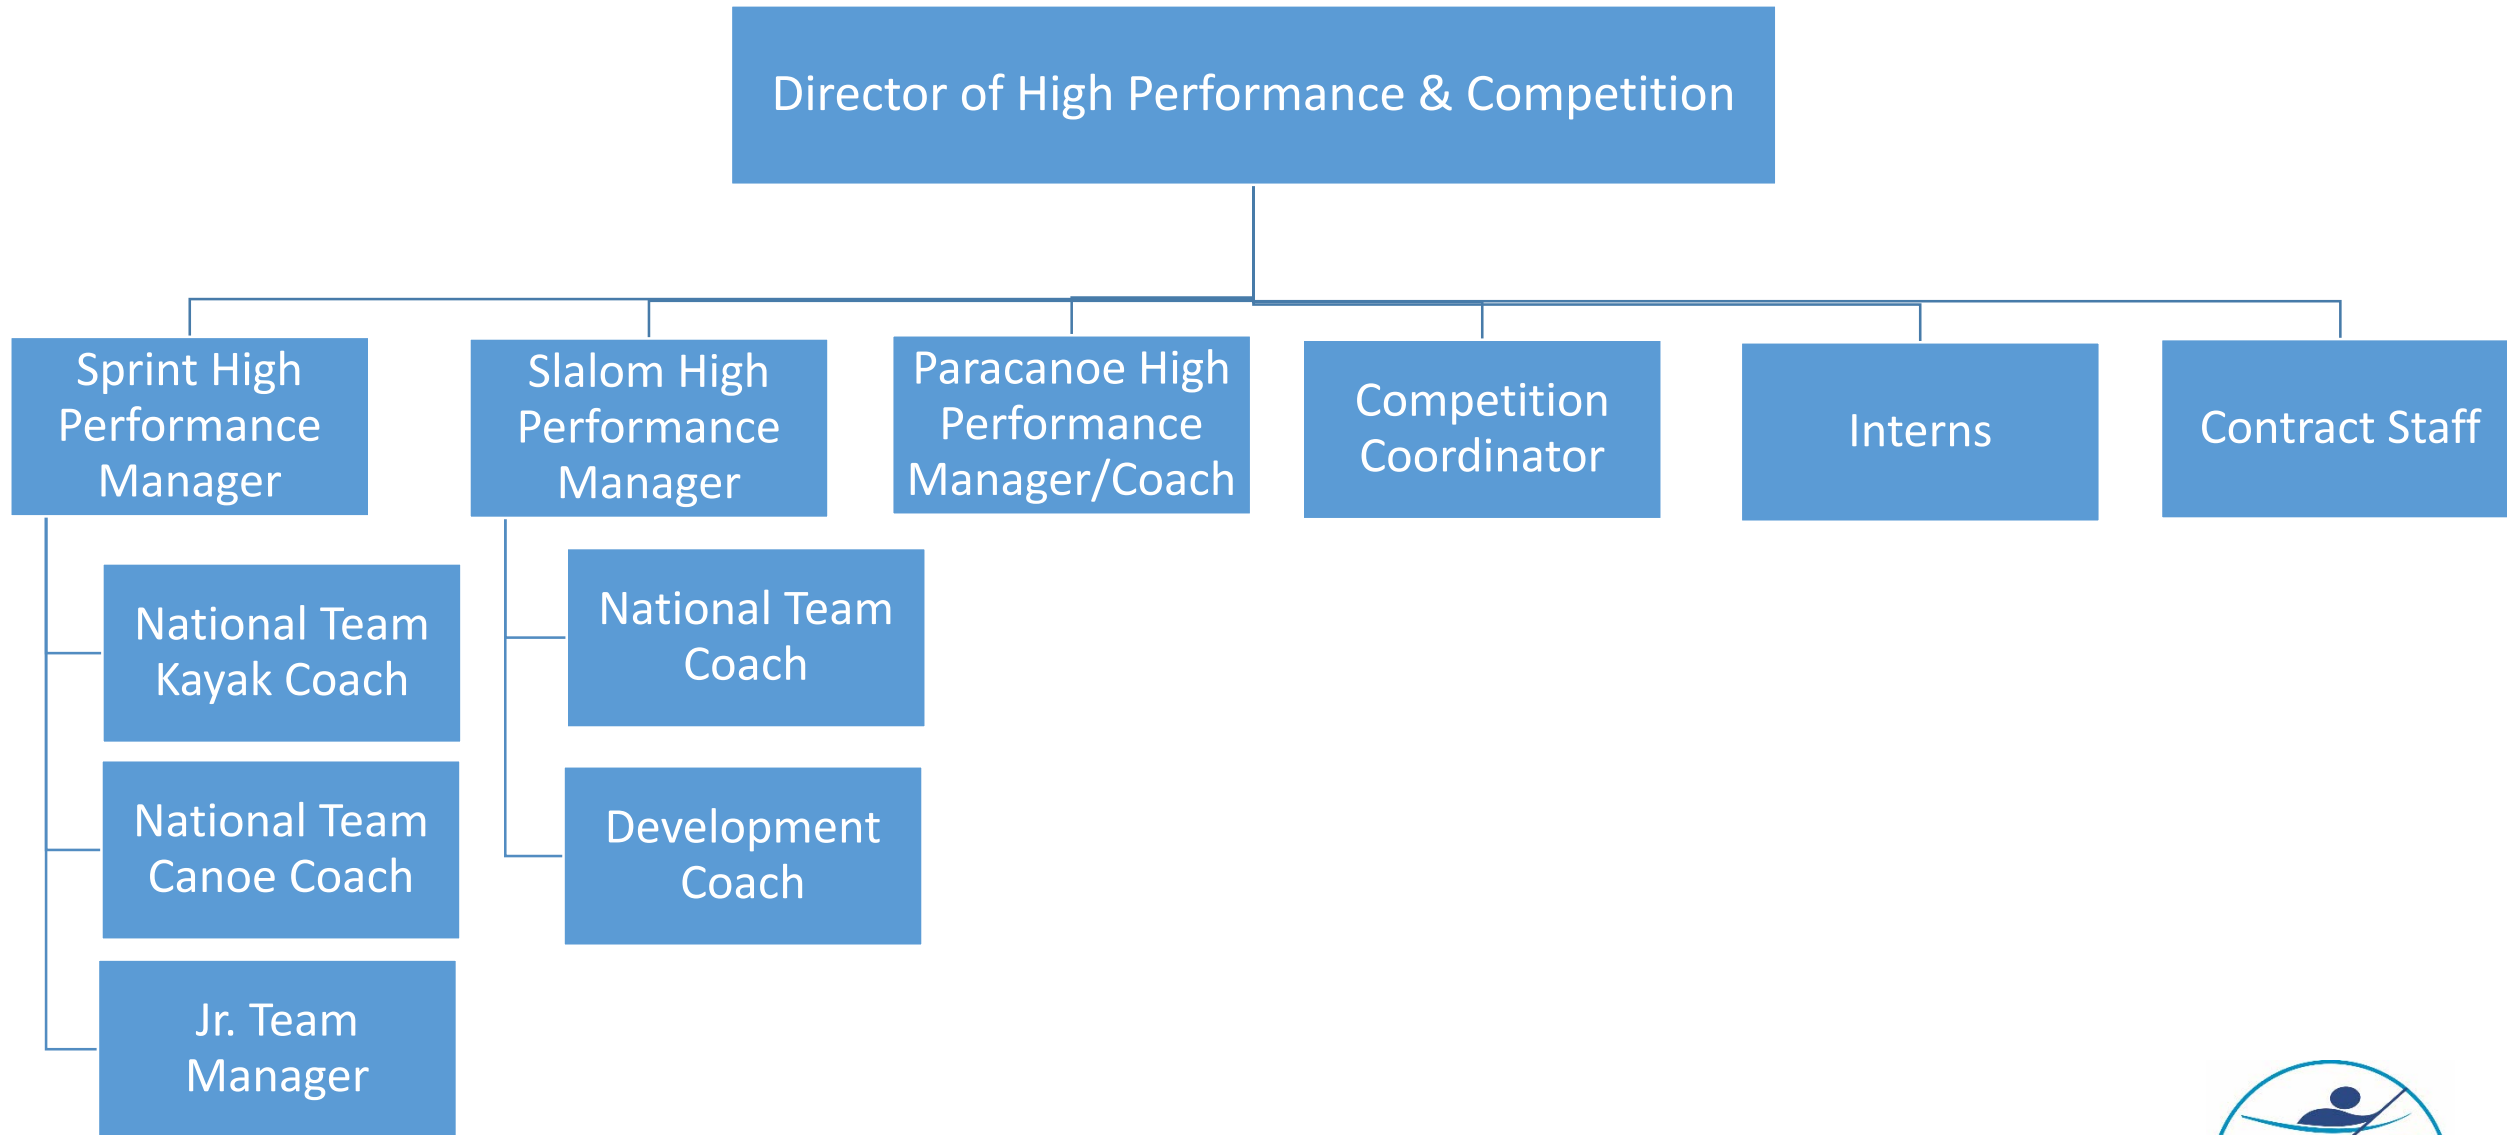 Director of High Performance & Competition
Sprint High
Performance
Manager
Slalom High
Performance
Manager
Paracanoe High
Performance
Manager/Coach
Competition
Coordinator
Interns
Contract Staff
National Team
Kayak Coach
National Team
Canoe Coach
Jr. Team
Manager
National Team
Coach
Development
Coach